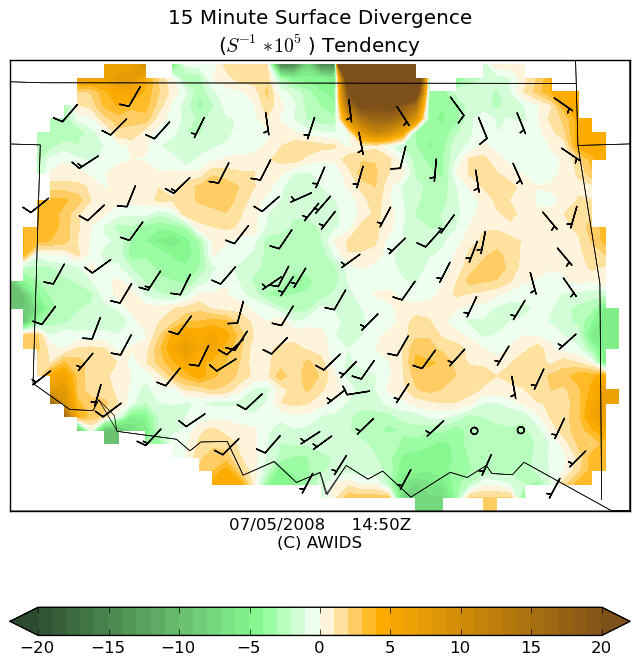 15 Minute Surface Divergence
(S⁻¹ ∗10⁵ ) Tendency
07/05/2008 14:50Z
(C) AWIDS
−20 −15 −10 −5 0 5 10 15 20